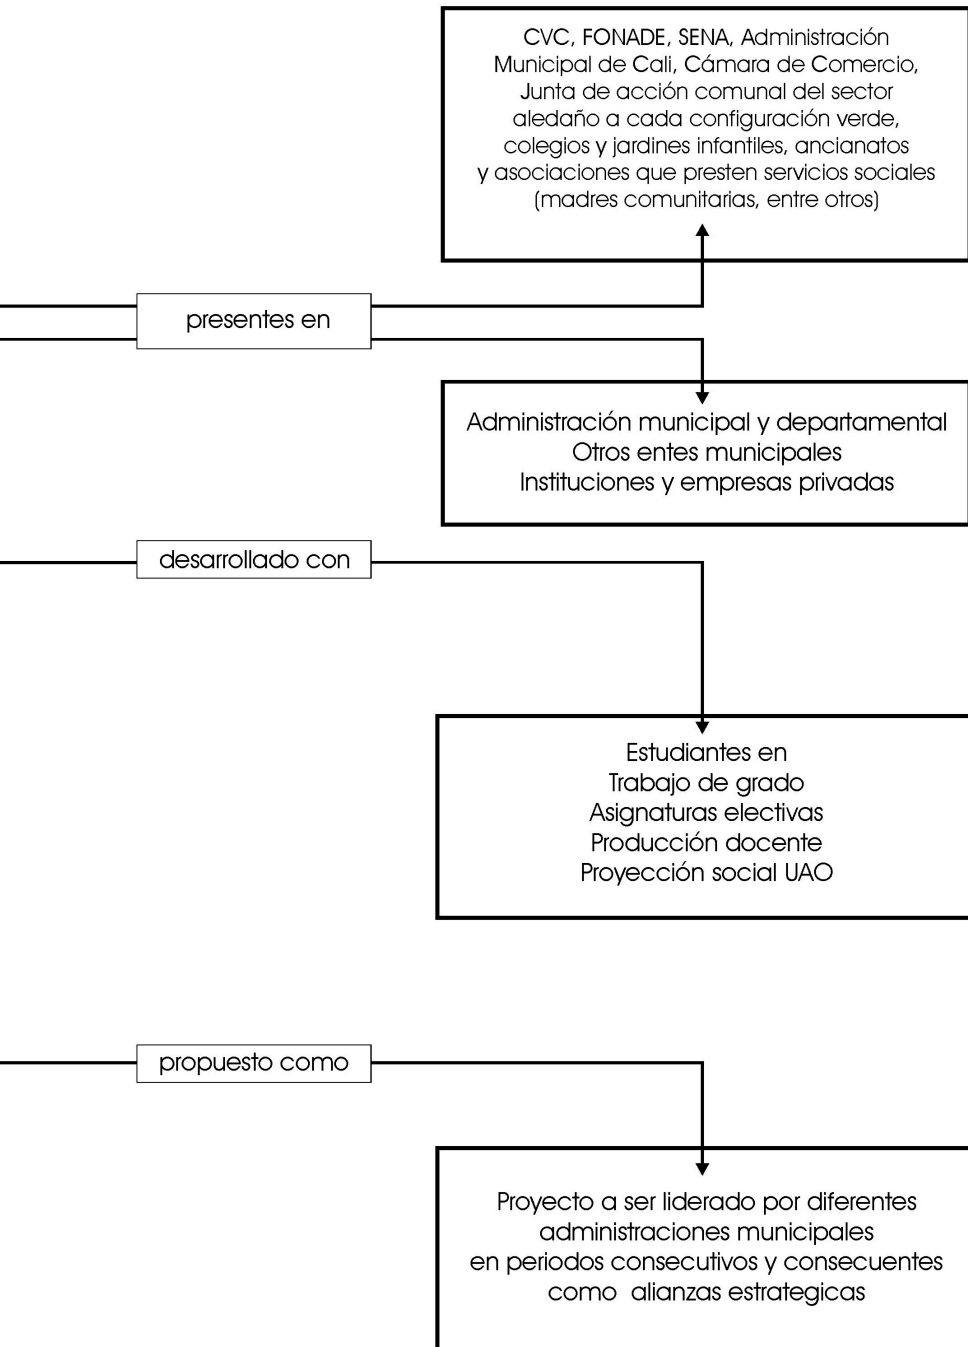 CVC, FONADE, SENA, Administración
Municipal de Cali, Cámara de Comercio,
Junta de acción comunal del sector
aledaño a cada configuración verde,
colegios y jardines infantiles, ancianatos
y asociaciones que presten servicios sociales
(madres comunitarias, entre otros)
presentes en
Administración municipal y departamental
Otros entes municipales
Instituciones y empresas privadas
desarrollado con
Estudiantes en
Trabajo de grado
Asignaturas electivas
Producción docente
Proyección social UAO
propuesto como
Proyecto a ser liderado por diferentes
administraciones municipales
en periodos consecutivos y consecuentes
como alianzas estrategicas